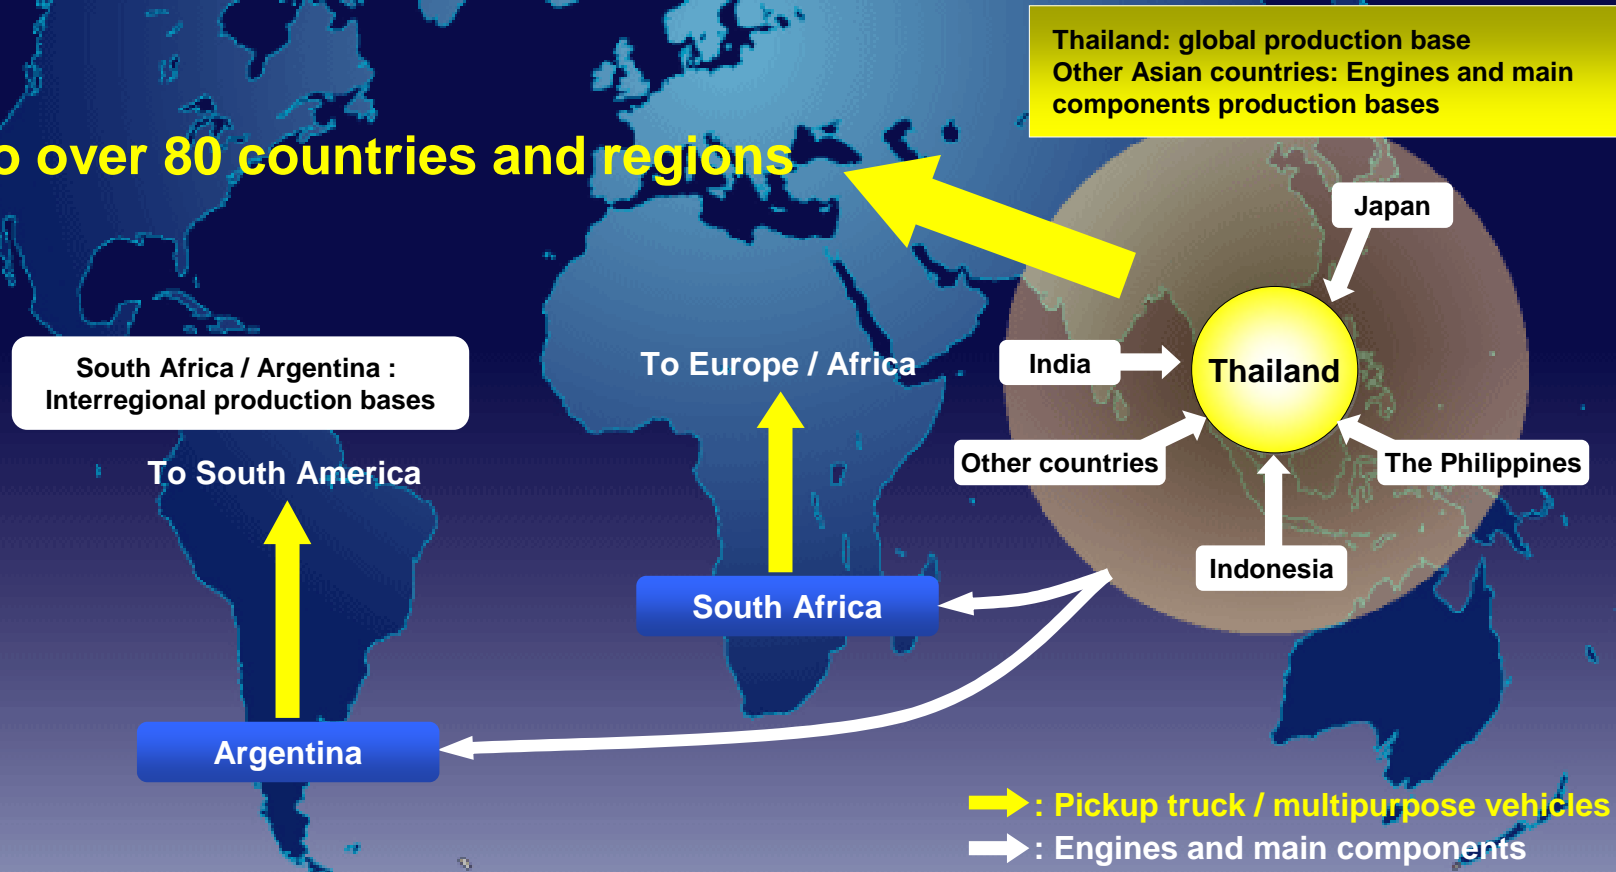 Thailand: global production base
Other Asian countries: Engines and main
components production bases
o over 80 countries and regions
Japan
India
Thailand
To Europe / Africa
South Africa / Argentina :
Interregional production bases
Other countries
The Philippines
To South America
Indonesia
South Africa
Argentina
: Pickup truck / multipurpose vehicles
: Engines and main components